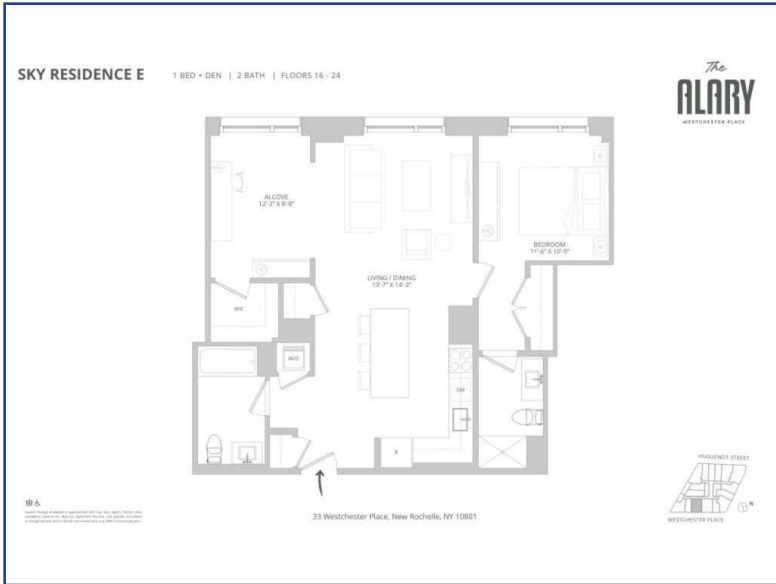 SKY RESIDENCE E
1 BED + DEN | 2 BATH | FLOORS 16 - 24
The
ALARY
WESTCHESTER PLACE
ALCOVE
12'-3" X 8'-8"
BEDROOM
11'-6" X 10'-5"
LIVING / DINING
13'-7" X 14'-3"
WIC
W/D
DW
R
HUGUENOT STREET
N
WESTCHESTER PLACE
33 Westchester Place, New Rochelle, NY 10801